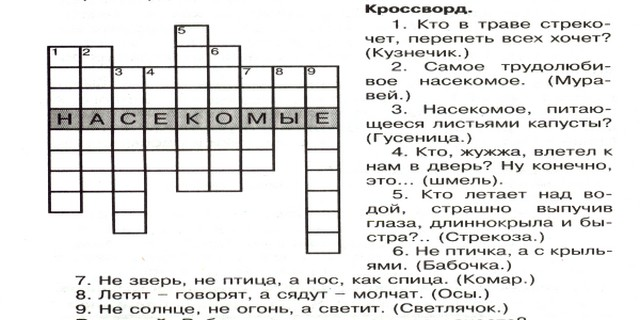 Кроссворд.
1. Кто в траве стреко-
чет, перепеть всех хочет?
(Кузнечик.)
2. Самое трудолюби-
вое насекомое. (Мура-
вей.)
3. Насекомое, питаю-
щееся листьями капусты?
(Гусеница.)
4. Кто, жужжа, влетел к
нам в дверь? Ну конечно,
это... (шмель).
5. Кто летает над во-
дой, страшно выпучив
глаза, длиннокрыла и бы-
стра?.. (Стрекоза.)
6. Не птичка, а с крыль-
ями. (Бабочка.)
7. Не зверь, не птица, а нос, как спица. (Комар.)
8. Летят – говорят, а сядут – молчат. (Осы.)
9. Не солнце, не огонь, а светит. (Светлячок.)
5
1 2 6
3 4 7 8 9
НАСЕКОМЫЕ